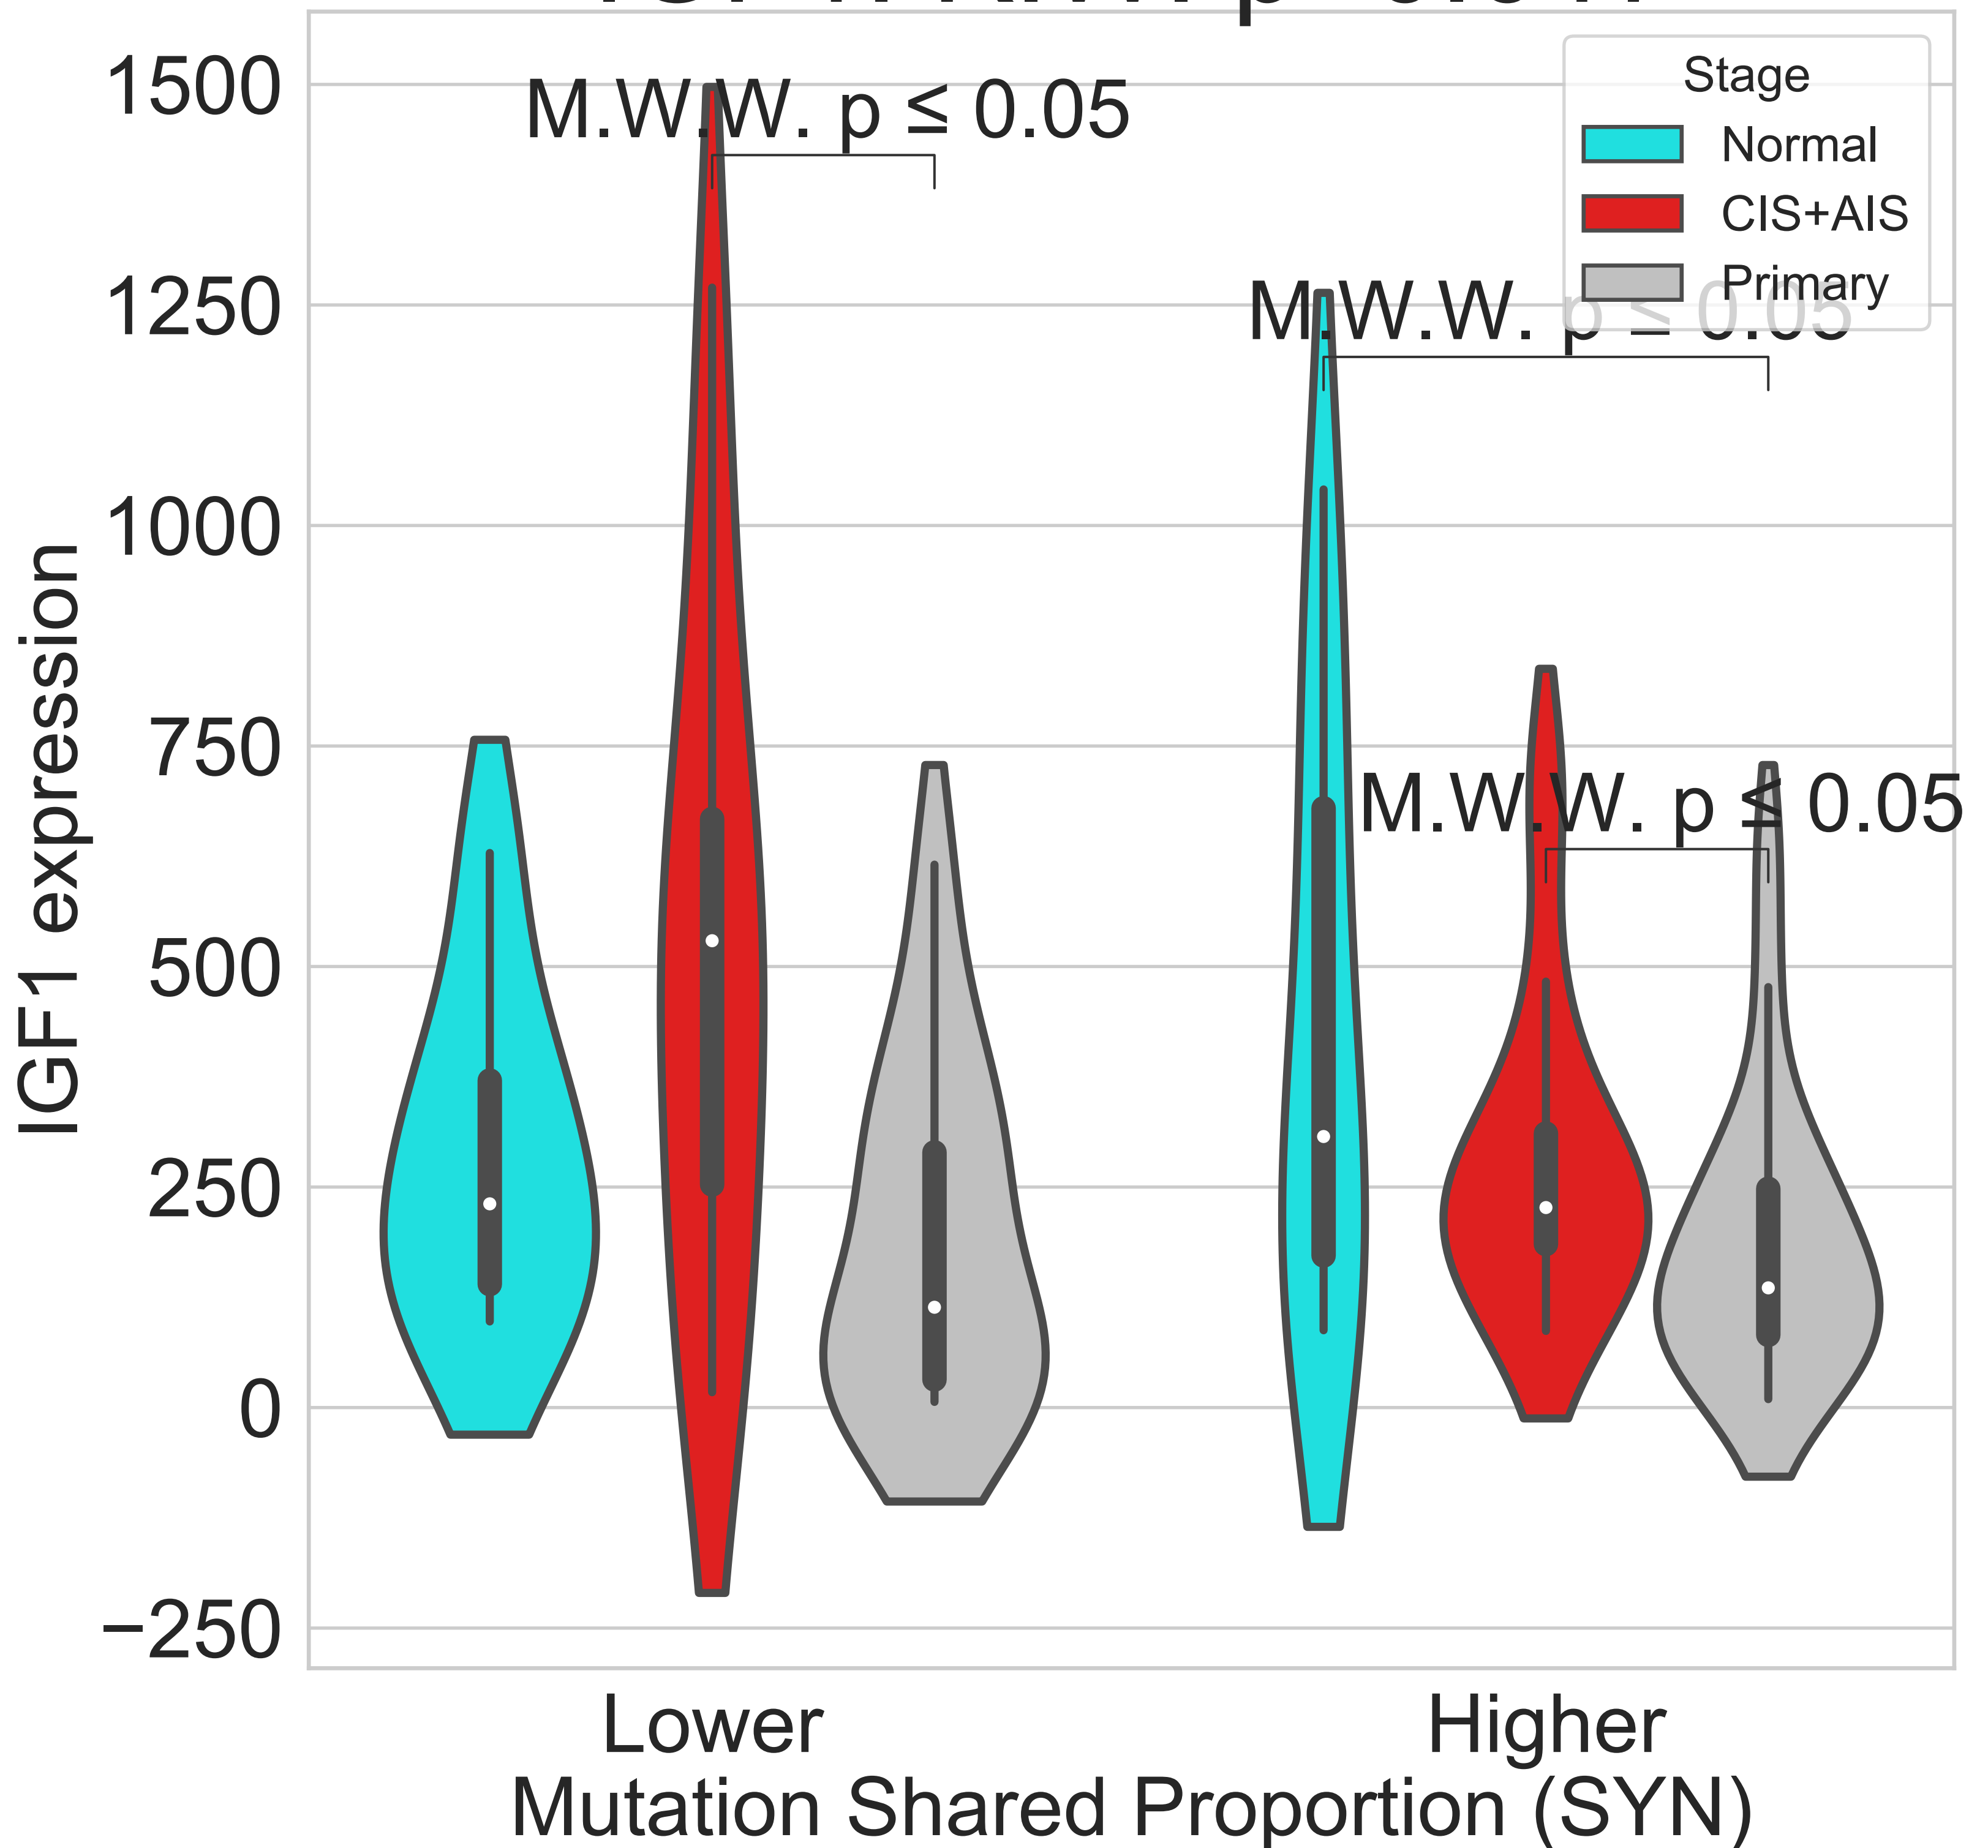 Stage
Normal
CIS+AIS
Primary
M.W.W. p ≤ 0.05
M.W.W. p ≤ 0.05
M.W.W. p ≤ 0.05
1500
1250
1000
750
500
250
0
−250
IGF1 expression
Lower
Higher
Mutation Shared Proportion (SYN)